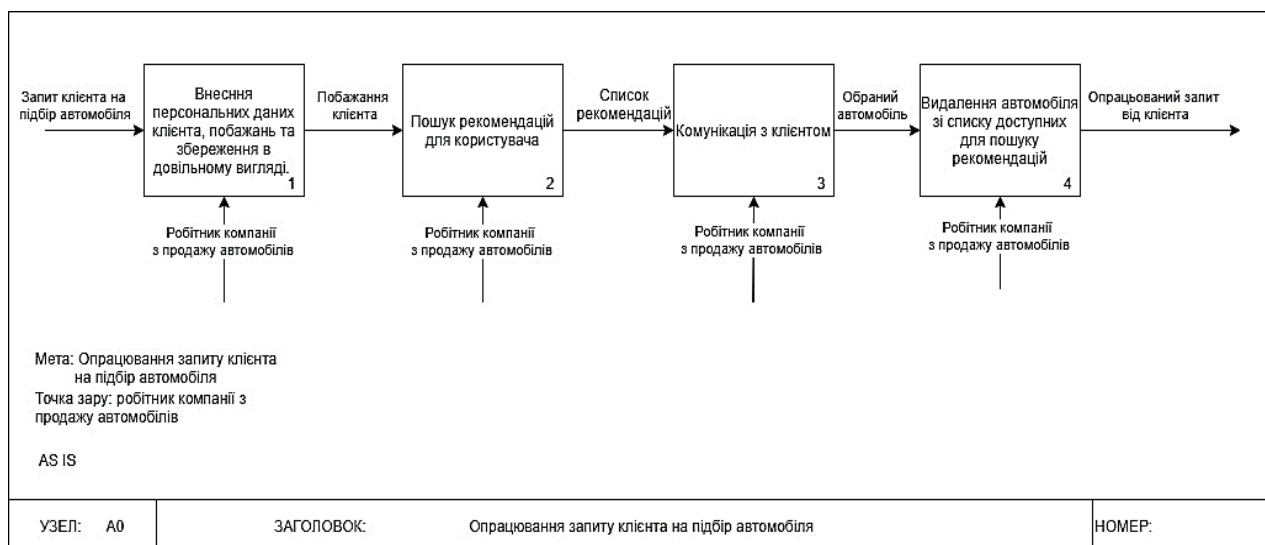 Запит клієнта на
підбір автомобіля
Внесння
персональних даних
клієнта, побажань та
збереження в
довільному вигляді.
1
Побажання
клієнта
Пошук рекомендацій
для користувача
2
Список
рекомендацій
Комунікація з клієнтом
3
Обраний
автомобіль
Видалення автомобіля
зі списку доступних
для пошуку
рекомендацій
4
Опрацьований запит
від клієнта
Робітник компанії
з продажу автомобілів
Робітник компанії
з продажу автомобілів
Робітник компанії
з продажу автомобілів
Робітник компанії
з продажу автомобілів
Мета: Опрацювання запиту клієнта
на підбір автомобіля
Точка зару: робітник компанії з
продажу автомобілів
AS IS
УЗЕЛ: A0
ЗАГОЛОВОК: Опрацювання запиту клієнта на підбір автомобіля
НОМЕР: